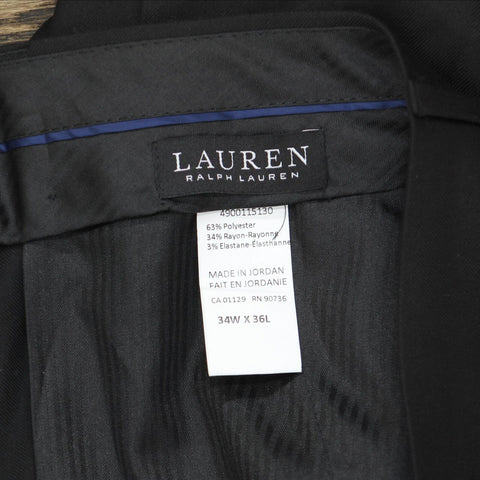 LAUREN
RALPH LAUREN
4900115130
63% Polyester
34% Rayon-Rayonne
3% Elastane-Élasthanne
MADE IN JORDAN
FAIT EN JORDANIE
CA 01129 RN 90736
34W X 36L